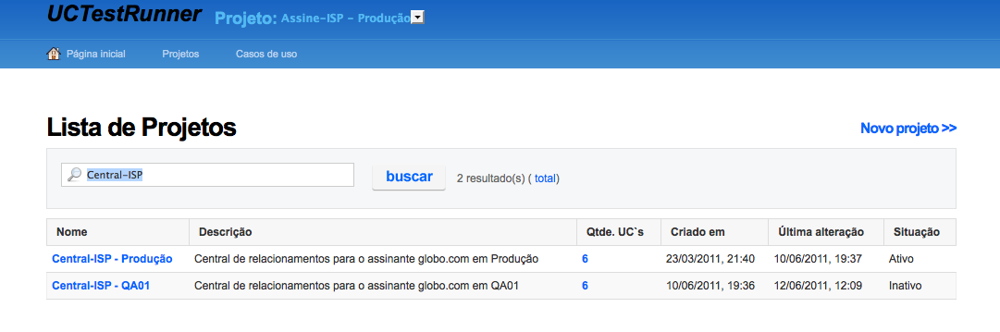 UCTestRunner Projeto: Assine-ISP - Produção
Página inicial Projetos Casos de uso
Lista de Projetos Novo projeto >>
Central-ISP buscar 2 resultado(s) ( total)
Nome Descrição Qtde. UC`s Criado em Última alteração Situação
Central-ISP - Produção Central de relacionamentos para o assinante globo.com em Produção 6 23/03/2011, 21:40 10/06/2011, 19:37 Ativo
Central-ISP - QA01 Central de relacionamentos para o assinante globo.com em QA01 6 10/06/2011, 19:36 12/06/2011, 12:09 Inativo